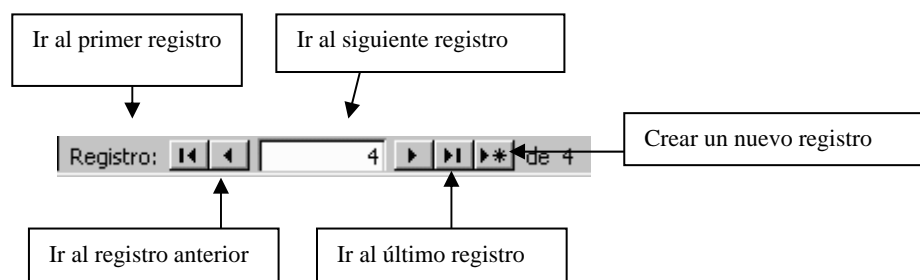 Ir al primer registro
Ir al siguiente registro
Crear un nuevo registro
Registro: 4 de 4
Ir al registro anterior
Ir al último registro